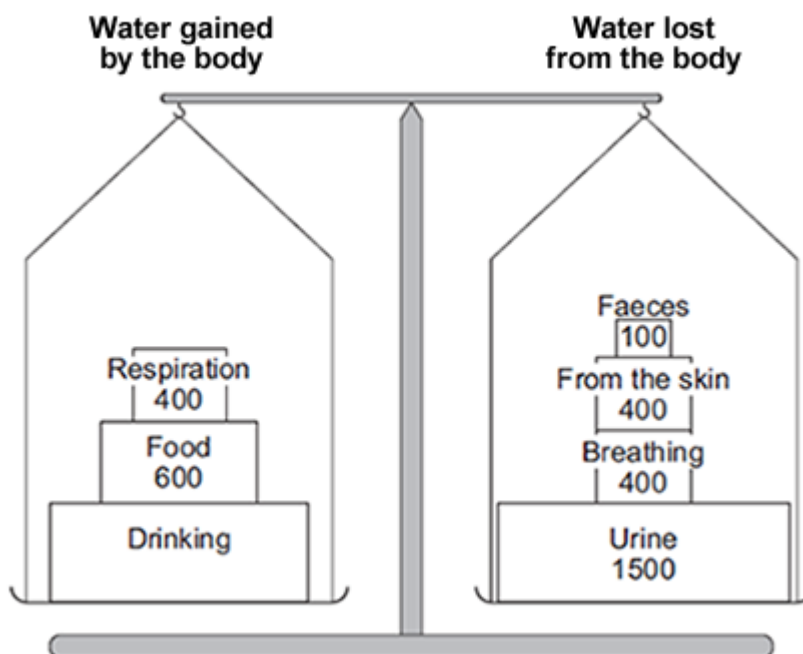 Water gained
by the body
Water lost
from the body
Respiration
400
Food
600
Drinking
Faeces
100
From the skin
400
Breathing
400
Urine
1500